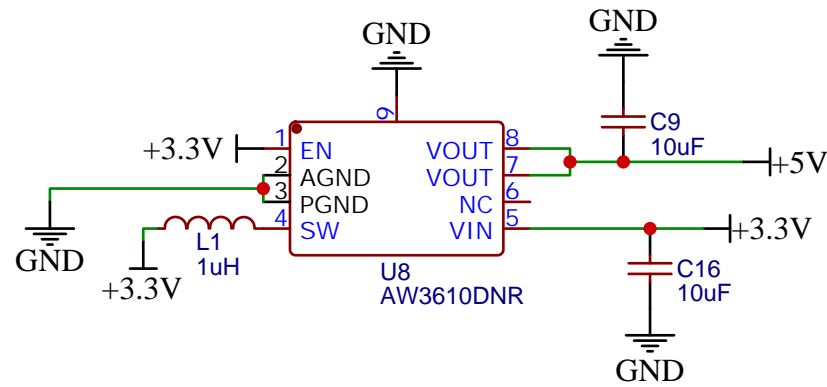 GND
GND
9
C9
10uF
+3.3V
1
EN
VOUT
8
+5V
2
AGND
VOUT
7
3
PGND
NC
6
4
SW
VIN
5
+3.3V
GND
L1
1uH
+3.3V
U8
AW3610DNR
C16
10uF
GND